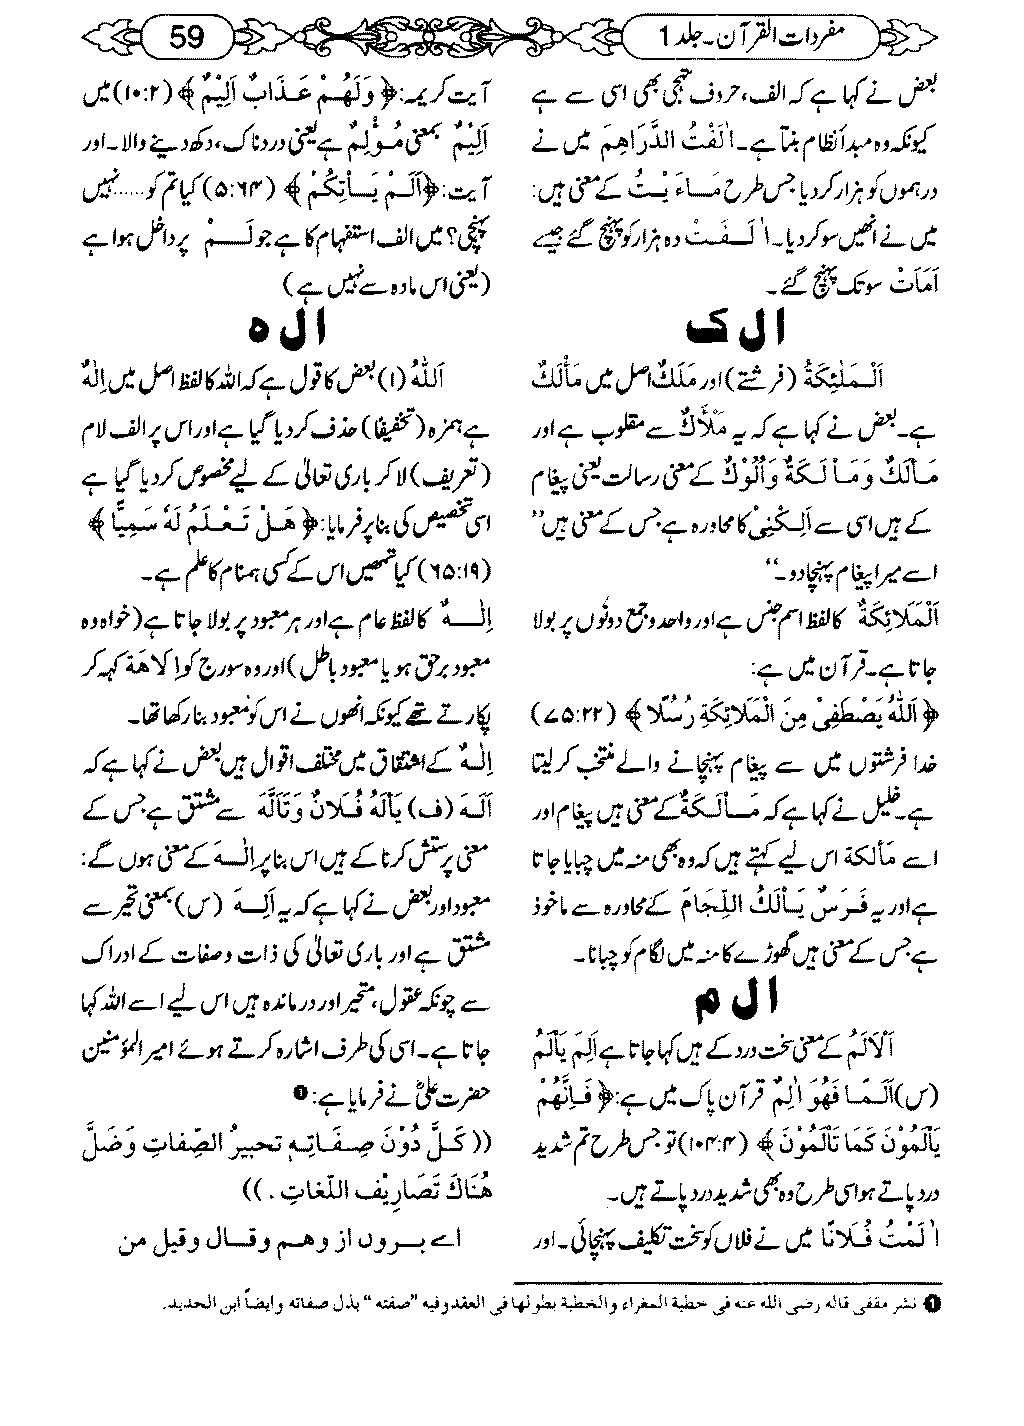 مفردات القرآن۔جلد 1
59
بعض نے کہا ہے کہ الف، حروف تہجی بھی اسی سے ہے
کیونکہ وہ مبدأ نظام بنتا ہے۔ اٰلَفْتُ الدَّرَاهِمَ میں نے
درہموں کو ہزار کردیا جس طرح مَاءَ یْتُ کے معنی ہیں:
میں نے انھیں سو کردیا۔ اٰ لَفَتْ وہ ہزار کو پہنچ گئے جیسے
اَمَاَتْ سو تک پہنچ گئے۔
ال ک
اَلْمَلٰئِکَةُ (فرشتے) اور مَلَکٌ اصل میں مَأْلَكٌ
ہے۔ بعض نے کہا ہے کہ یہ مَلْأَكٌ سے مقلوب ہے اور
مَأْلَكٌ وَمَأْلَكَةٌ وَاَلُوْكٌ کے معنی رسالت یعنی پیغام
کے ہیں اسی سے اَلِكْنِیْ کا محاورہ ہے جس کے معنی ہیں ”
اسے میرا پیغام پہنچا دو۔“
اَلْمَلَائِكَةُ کا لفظ اسم جنس ہے اور واحد وجمع دونوں پر بولا
جاتا ہے۔ قرآن میں ہے:
﴿ اَللّٰهُ یَصْطَفِیْ مِنَ الْمَلَائِكَةِ رُسُلًا﴾ (۷۵:۲۲)
خدا فرشتوں میں سے پیغام پہنچانے والے منتخب کرلیتا
ہے۔ خلیل نے کہا ہے کہ مَأْلَكَةٌ کے معنی ہیں پیغام اور
اسے مألكة اس لیے کہتے ہیں کہ وہ بھی منہ میں چبایا جاتا
ہے اور یہ فَرَسٌ یَأْلَكُ اللِّجَامَ کے محاورہ سے ماخوذ
ہے جس کے معنی ہیں گھوڑے کا منہ میں لگام کو چبانا۔
ال م
اَلْاَلَمُ کے معنی سخت درد کے ہیں کہا جاتا ہے اَلِمَ یَأْلَمُ
(س) اَلَمًا فَهُوَ اٰلِمٌ قرآن پاک میں ہے: ﴿ فَاِنَّهُمْ
یَأْلَمُوْنَ كَمَا تَأْلَمُوْنَ ﴾ (۱۰۴:۴) تو جس طرح تم شدید
درد پاتے ہو اسی طرح وہ بھی شدید درد پاتے ہیں۔
اٰلَمْتُ فُلَانًا میں نے فلاں کو سخت تکلیف پہنچائی۔ اور
آیت کریمہ: ﴿ وَلَهُمْ عَذَابٌ اَلِیْمٌ ﴾ (۱۰:۲) میں
اَلِیْمٌ بمعنی مُؤْلِمٌ ہے یعنی دردناک، دکھ دینے والا۔ اور
آیت: ﴿اَلَمْ یَأْتِكُمْ ﴾ (۵:۶۴) کیا تم کو ..... نہیں
پہنچی؟ میں الف استفہام کا ہے جو لَمْ پر داخل ہوا ہے
(یعنی اس مادہ سے نہیں ہے)
ال ہ
اَللّٰهُ (۱) بعض کا قول ہے کہ اللہ کا لفظ اصل میں اِلٰهٌ
ہے ہمزہ (تخفیفا) حذف کردیا گیا ہے اور اس پر الف لام
(تعریف) لا کر باری تعالیٰ کے لیے مخصوص کردیا گیا ہے
اسی تخصیص کی بنا پر فرمایا: ﴿ هَلْ تَعْلَمُ لَهٗ سَمِیًّا ﴾
(۶۵:۱۹) کیا تمھیں اس کے کسی ہمنام کا علم ہے۔
اِلٰهٌ کا لفظ عام ہے اور ہر معبود پر بولا جاتا ہے (خواہ وہ
معبود برحق ہو یا معبود باطل) اور وہ سورج کو اِلَاهَة کہہ کر
پکارتے تھے کیونکہ انھوں نے اس کو معبود بنا رکھا تھا۔
اِلٰهٌ کے اشتقاق میں مختلف اقوال ہیں بعض نے کہا ہے کہ
اَلَهَ (ف) یَأْلَهُ فُلَانٌ وَتَأَلَّهَ سے مشتق ہے جس کے
معنی پرستش کرنا کے ہیں اس بنا پر اِلٰهٌ کے معنی ہوں گے:
معبود اور بعض نے کہا ہے کہ یہ اَلِهَ (س) بمعنی تحیر سے
مشتق ہے اور باری تعالیٰ کی ذات وصفات کے ادراک
سے چونکہ عقول، متحیر اور درماندہ ہیں اس لیے اسے اللہ کہا
جاتا ہے۔ اسی کی طرف اشارہ کرتے ہوئے امیر المؤمنین
حضرت علیؓ نے فرمایا ہے: ❶
(( كَلَّ دُوْنَ صِفَاتِهٖ تحبیرُ الصِّفَاتِ وَضَلَّ
هُنَاكَ تَصَارِیْفُ اللُّغَاتِ . ))
اے بروں از وهم وقال وقیل من
❶ نشر مقفی قاله رضی الله عنه فی خطبة المغراء والخطبة بطولها فی العقد وفیه ”صفته“ بذل صفاته وایضاً ابن الحدید.